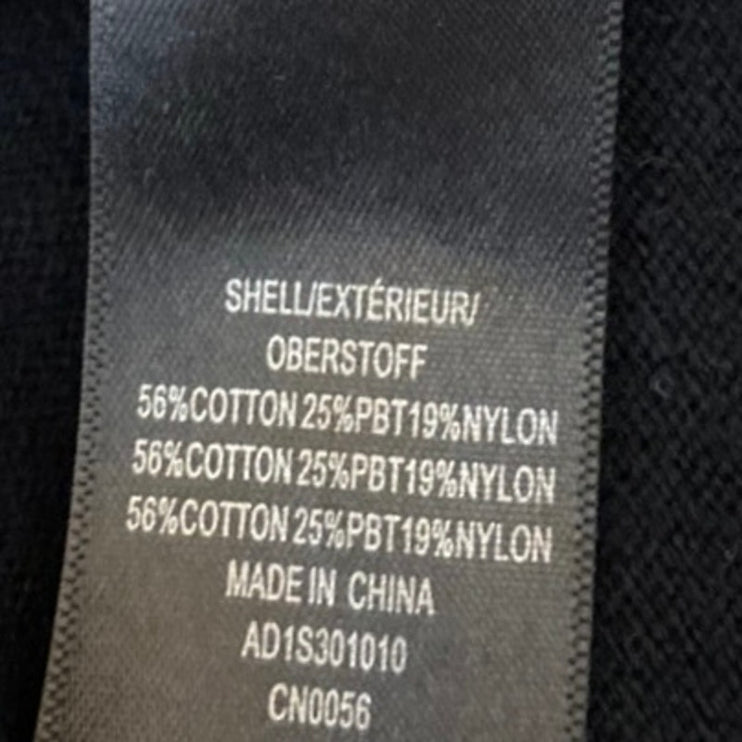 SHELL/EXTÉRIEUR/
OBERSTOFF
56%COTTON 25%PBT19%NYLON
56%COTTON 25%PBT19%NYLON
56%COTTON 25%PBT19%NYLON
MADE IN CHINA
AD1S301010
CN0056